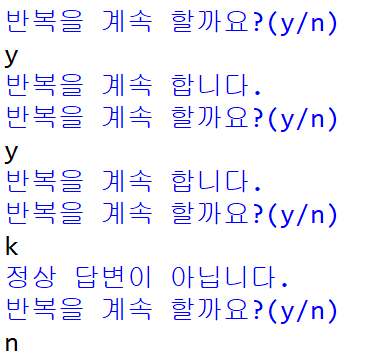 반복을 계속 할까요?(y/n)
y
반복을 계속 합니다.
반복을 계속 할까요?(y/n)
y
반복을 계속 합니다.
반복을 계속 할까요?(y/n)
k
정상 답변이 아닙니다.
반복을 계속 할까요?(y/n)
n